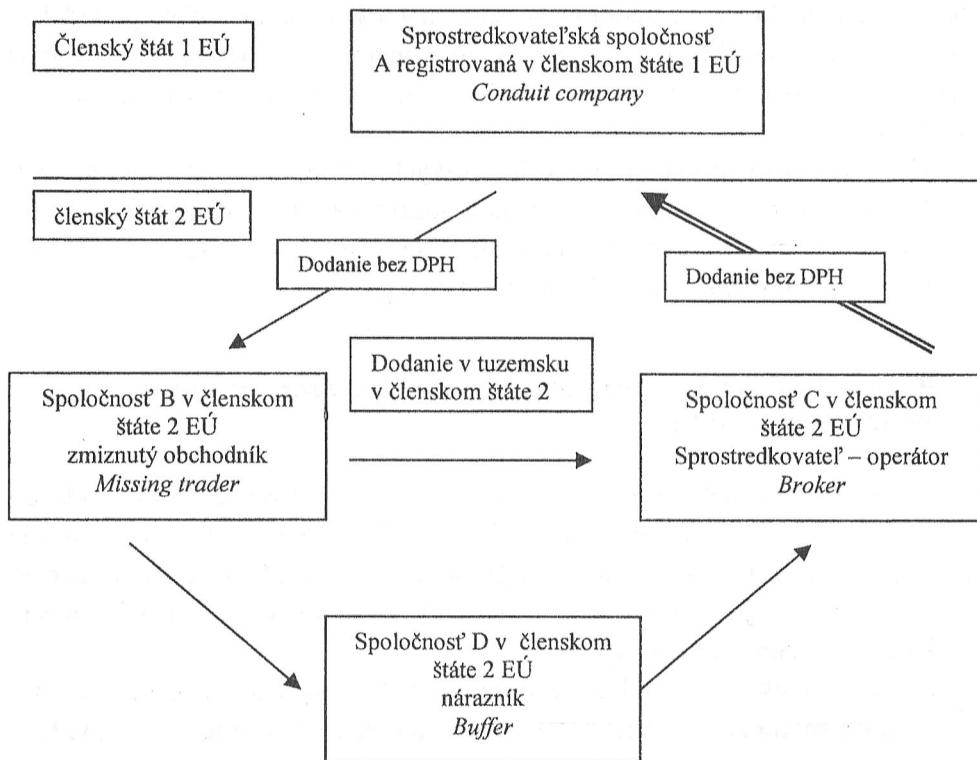 Členský štát 1 EÚ
Sprostredkovateľská spoločnosť
A registrovaná v členskom štáte 1 EÚ
Conduit company
členský štát 2 EÚ
Dodanie bez DPH
Dodanie bez DPH
Dodanie v tuzemsku
v členskom štáte 2
Spoločnosť B v členskom
štáte 2 EÚ
zmiznutý obchodník
Missing trader
Spoločnosť C v členskom
štáte 2 EÚ
Sprostredkovateľ – operátor
Broker
Spoločnosť D v členskom
štáte 2 EÚ
nárazník
Buffer